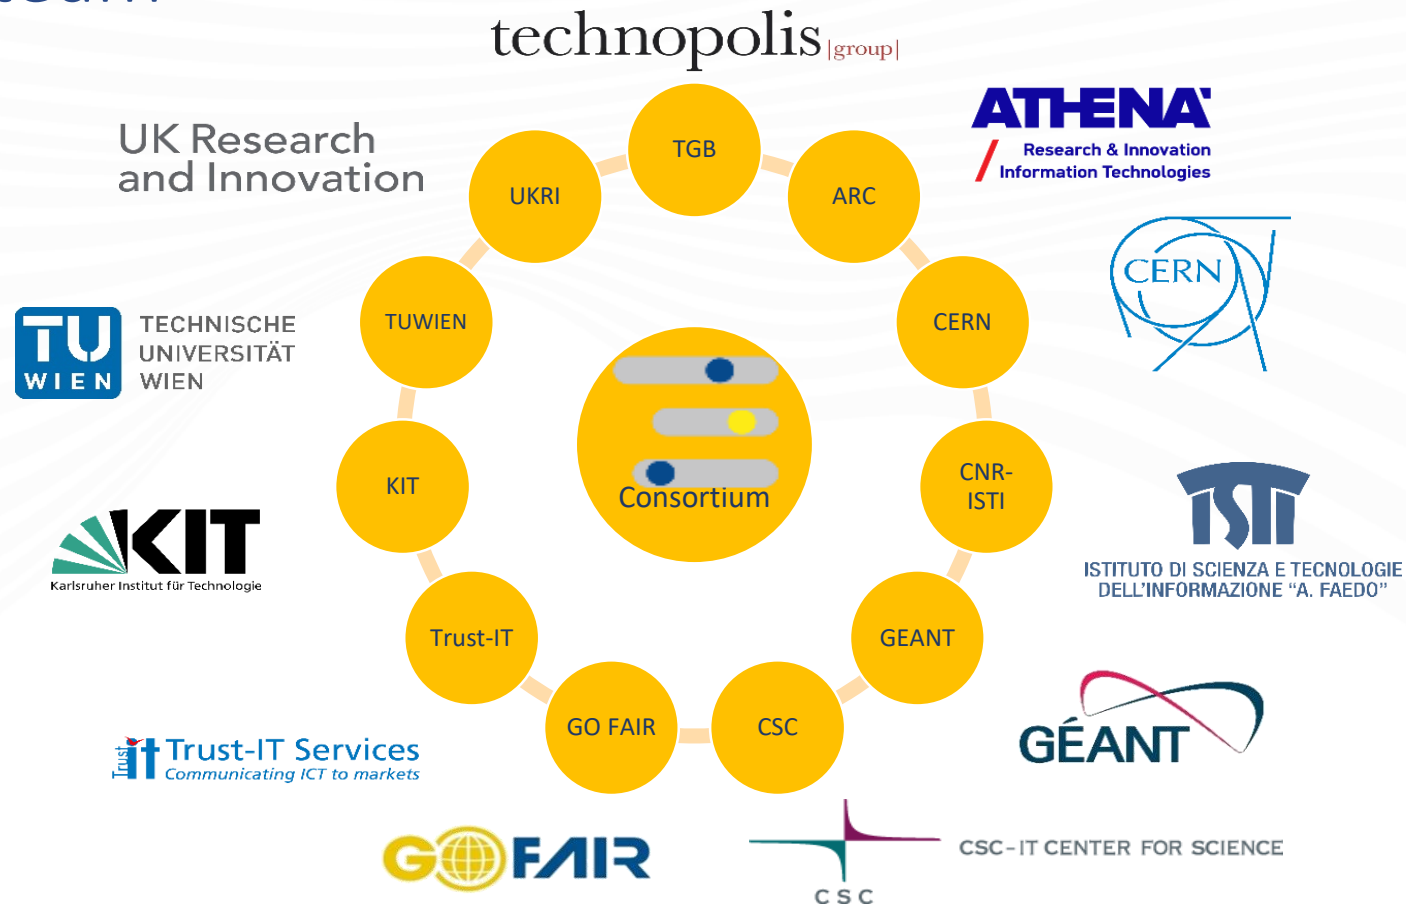 technopolis |group|
UK Research
and Innovation
ATHENA
Research & Innovation
Information Technologies
TGB
UKRI
ARC
CERN
TU
WIEN
TECHNISCHE
UNIVERSITÄT
WIEN
TUWIEN
CERN
Consortium
KIT
CNR-
ISTI
KIT
Karlsruher Institut für Technologie
ISTI
ISTITUTO DI SCIENZA E TECNOLOGIE
DELL'INFORMAZIONE "A. FAEDO"
Trust-IT
GEANT
GO FAIR
CSC
Trust it Trust-IT Services
Communicating ICT to markets
GÉANT
GO FAIR
CSC
CSC-IT CENTER FOR SCIENCE